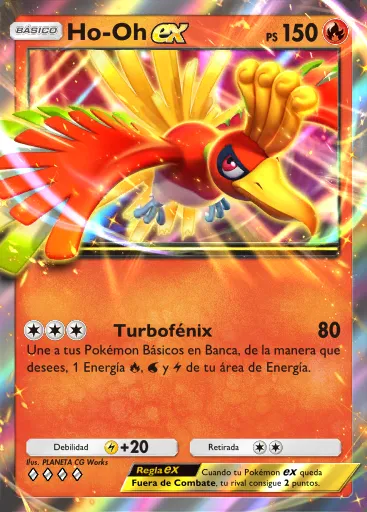 BÁSICO Ho-Oh ex PS 150
Turbofénix 80
Une a tus Pokémon Básicos en Banca, de la manera que
desees, 1 Energía , y de tu área de Energía.
Debilidad +20 Retirada
Ilus. PLANETA CG Works
Regla ex Cuando tu Pokémon ex queda
Fuera de Combate, tu rival consigue 2 puntos.